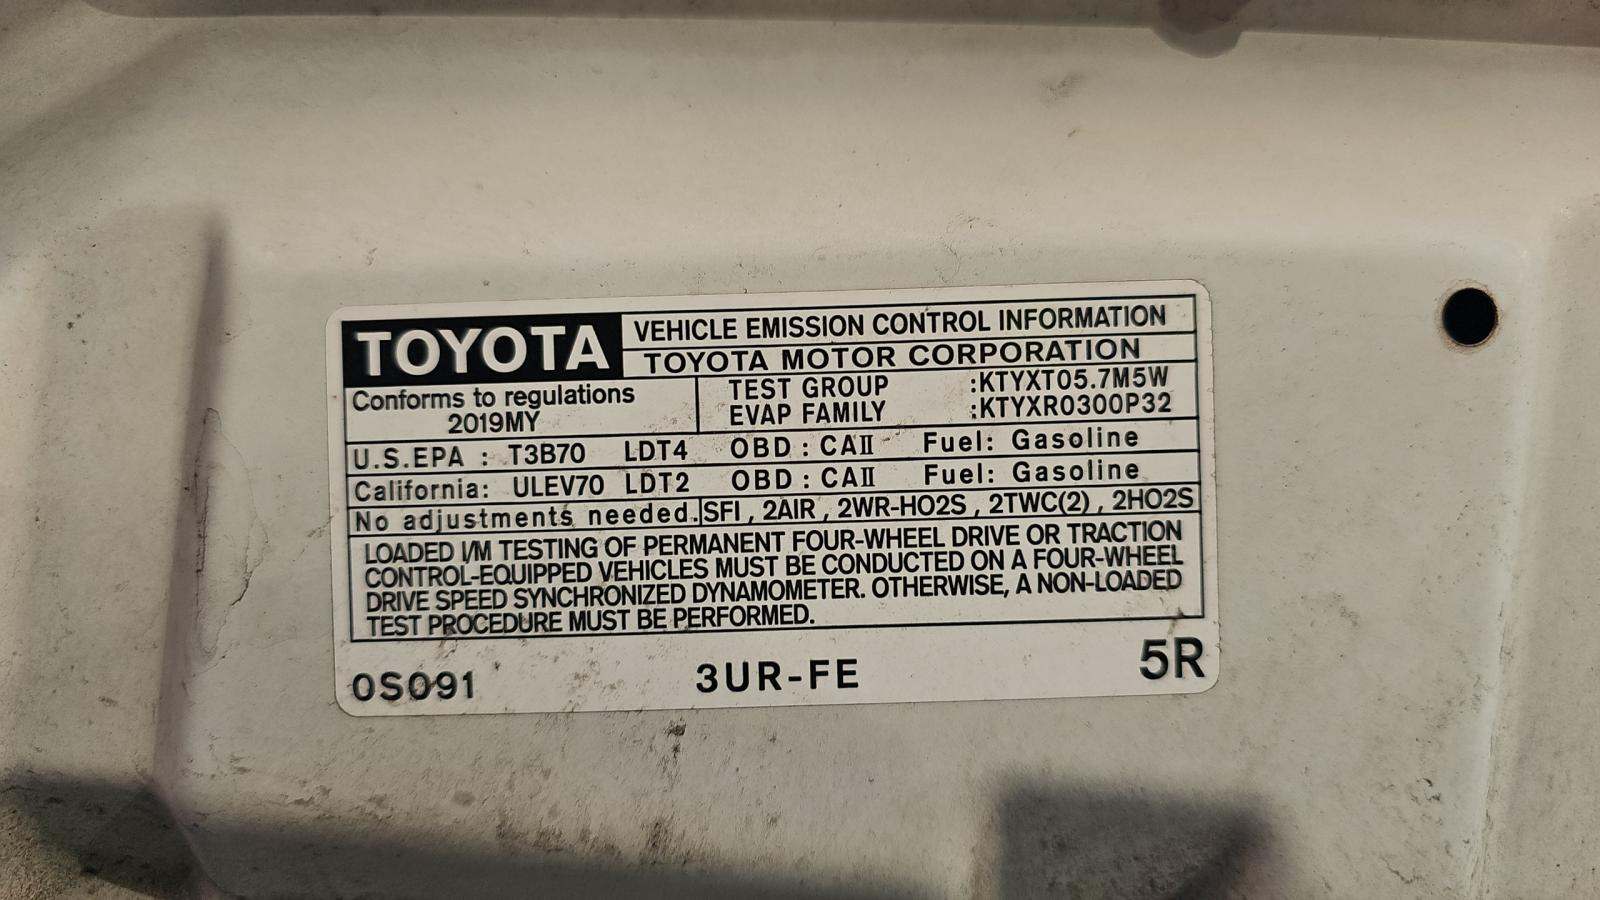 TOYOTA
VEHICLE EMISSION CONTROL INFORMATION
TOYOTA MOTOR CORPORATION
Conforms to regulations
2019MY
TEST GROUP :KTYXT05.7M5W
EVAP FAMILY :KTYXR0300P32
U.S.EPA : T3B70 LDT4 OBD : CAⅡ Fuel: Gasoline
California: ULEV70 LDT2 OBD : CAⅡ Fuel: Gasoline
No adjustments needed. SFI , 2AIR , 2WR-HO2S , 2TWC(2) , 2HO2S
LOADED I/M TESTING OF PERMANENT FOUR-WHEEL DRIVE OR TRACTION
CONTROL-EQUIPPED VEHICLES MUST BE CONDUCTED ON A FOUR-WHEEL
DRIVE SPEED SYNCHRONIZED DYNAMOMETER. OTHERWISE, A NON-LOADED
TEST PROCEDURE MUST BE PERFORMED.
0S091 3UR-FE 5R